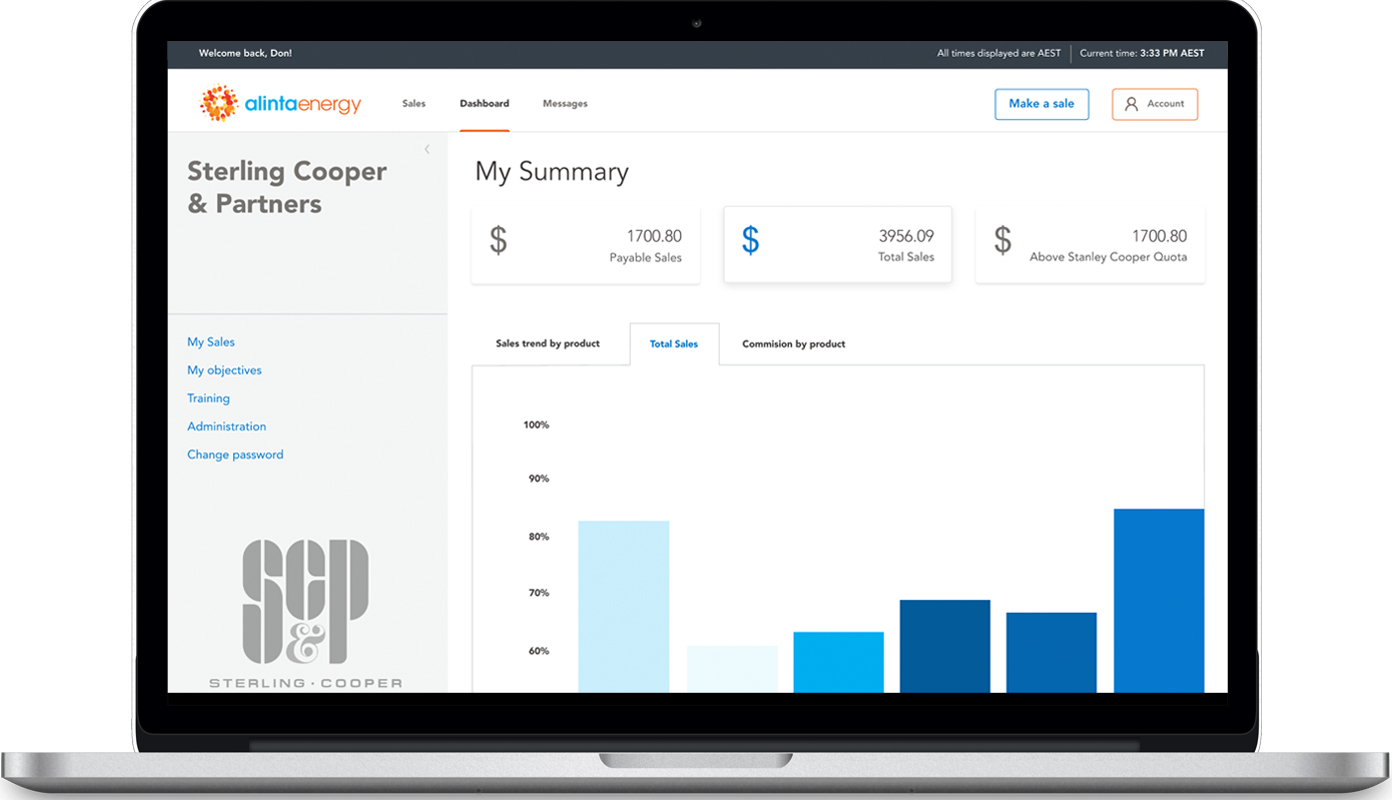 Welcome back, Don!
All times displayed are AEST
Current time: 3:33 PM AEST
alintaenergy
Sales
Dashboard
Messages
Make a sale
Account
Sterling Cooper
& Partners
My Sales
My objectives
Training
Administration
Change password
SC&P
STERLING·COOPER
My Summary
$
1700.80
Payable Sales
$
3956.09
Total Sales
$
1700.80
Above Stanley Cooper Quota
Sales trend by product
Total Sales
Commision by product
100%
90%
80%
70%
60%